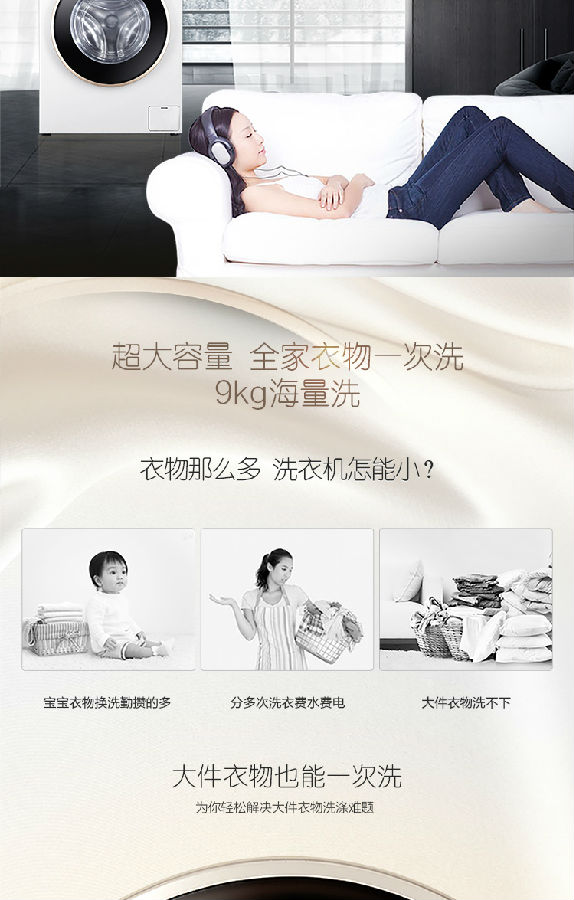 超大容量 全家衣物一次洗
9kg海量洗
衣物那么多 洗衣机怎能小?
宝宝衣物换洗勤攒的多
分多次洗衣费水费电
大件衣物洗不下
大件衣物也能一次洗
为你轻松解决大件衣物洗涤难题